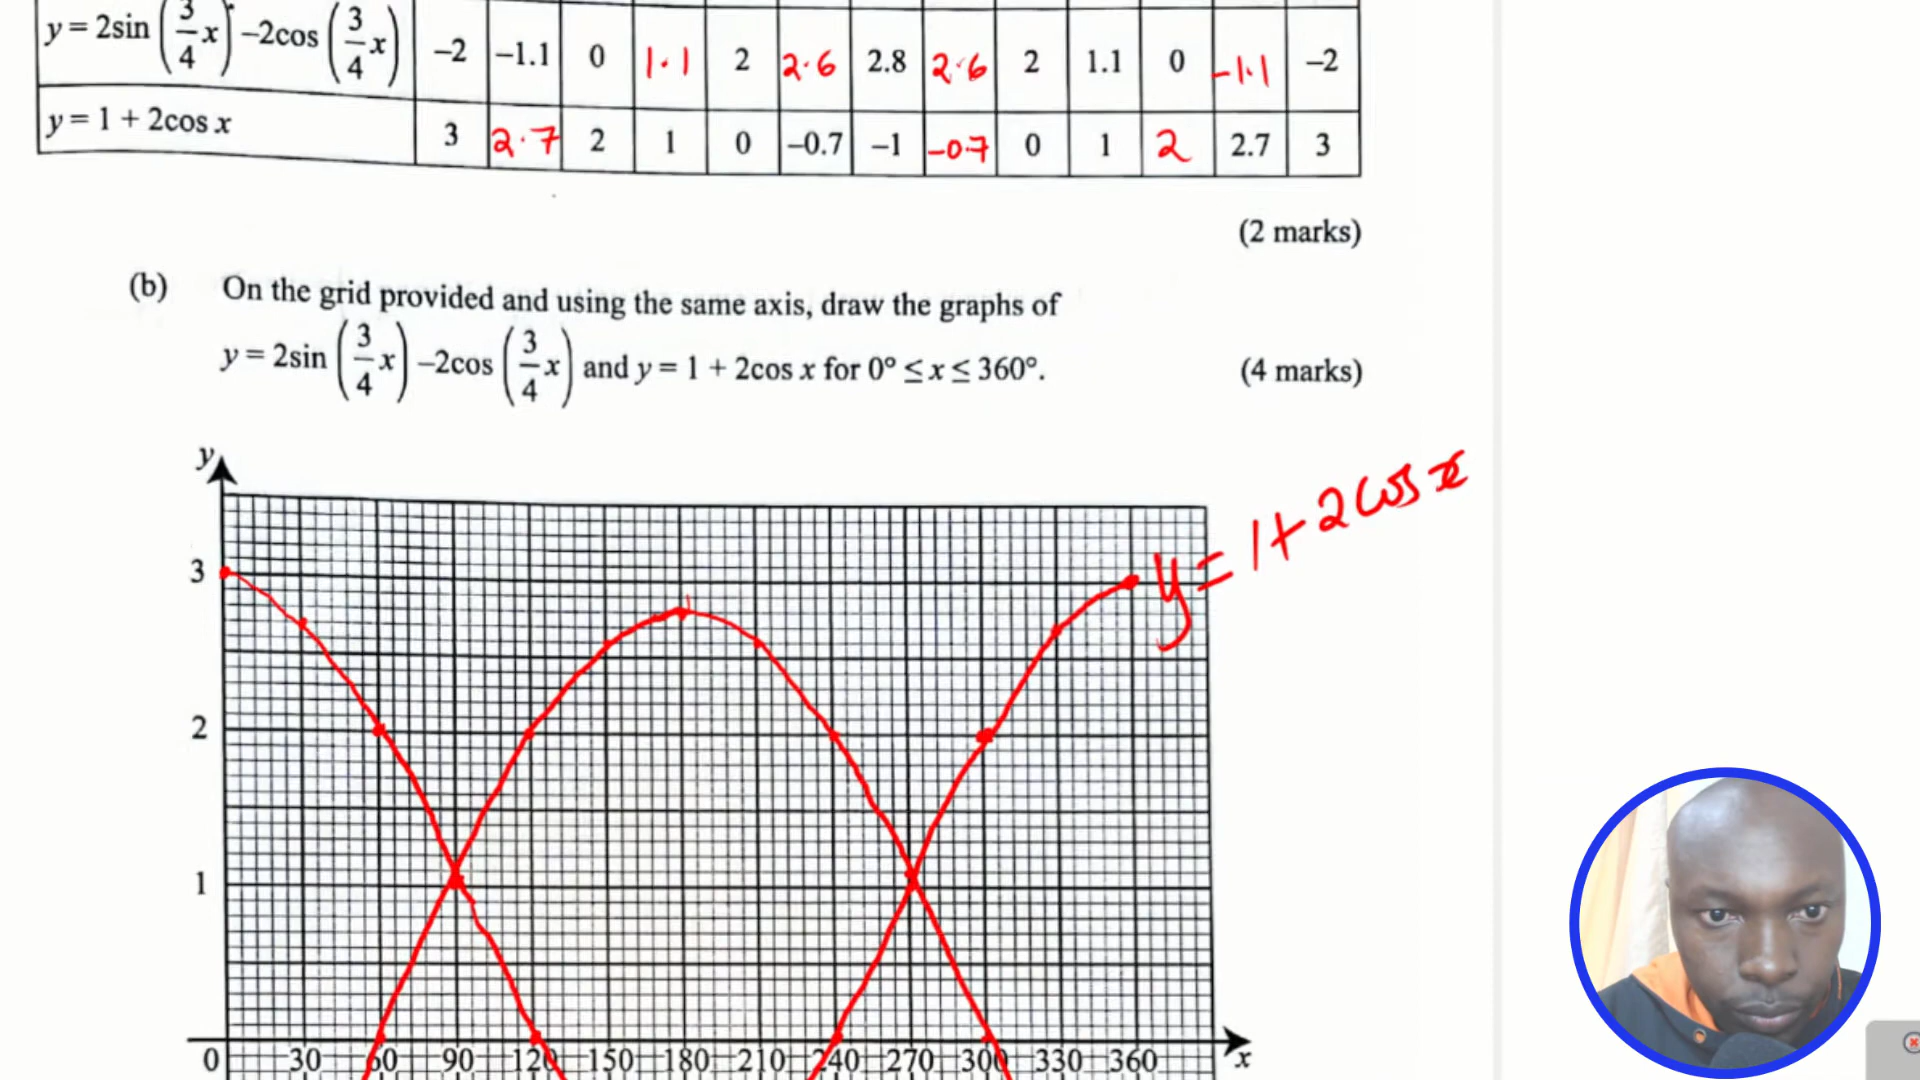 y = 2sin (3/4 x) –2cos (3/4 x) –2 –1.1 0 1.1 2 2.6 2.8 2.6 2 1.1 0 –1.1 –2
y = 1 + 2cos x 3 2.7 2 1 0 –0.7 –1 –0.7 0 1 2 2.7 3
(2 marks)
(b) On the grid provided and using the same axis, draw the graphs of
y = 2sin (3/4 x) –2cos (3/4 x) and y = 1 + 2cos x for 0° ≤ x ≤ 360°. (4 marks)
y
y = 1 + 2cos x
3
2
1
0 30 60 90 120 150 180 210 240 270 300 330 360 x